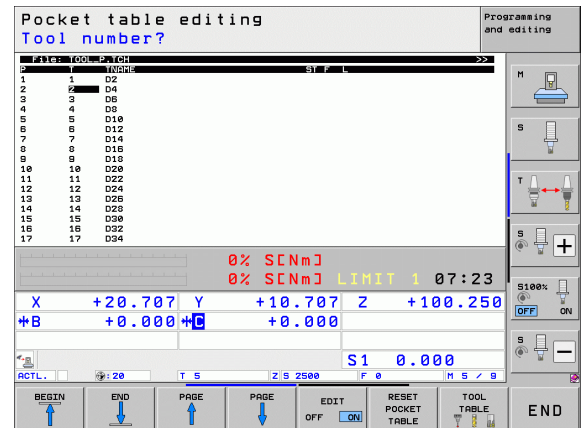 Pocket table editing
Tool number?
Programming
and editing
File: TOOL_P.TCH >>
P T TNAME ST F L
1 1 D2
2 2 D4
3 3 D6
4 4 D8
5 5 D10
6 6 D12
7 7 D14
8 8 D16
9 9 D18
10 10 D20
11 11 D22
12 12 D24
13 13 D26
14 14 D28
15 15 D30
16 16 D32
17 17 D34
0% S[Nm]
0% S[Nm] LIMIT 1 07:23
X +20.707 Y +10.707 Z +100.250
B +0.000 C +0.000
S1 0.000
ACTL. : 20 T 5 Z S 2500 F 0 M 5 / 9
M
S
T
S
+
S100%
OFF ON
S
-
BEGIN
END
PAGE
PAGE
EDIT
OFF ON
RESET
POCKET
TABLE
TOOL
TABLE
END